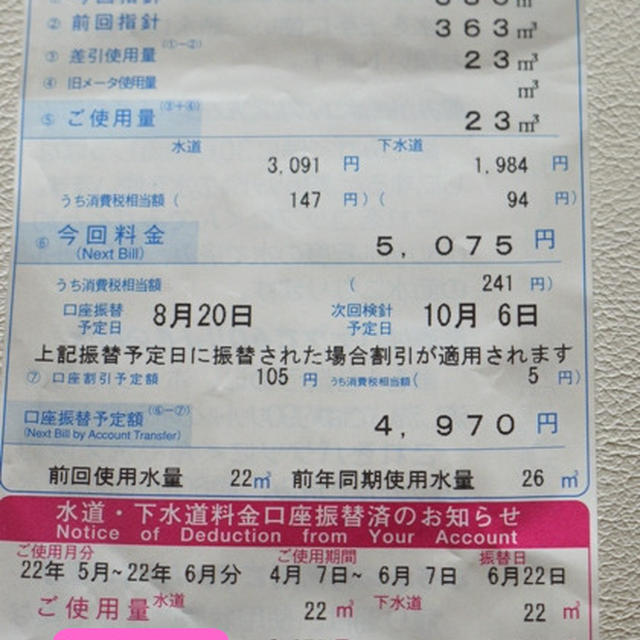 ② 前回指針 363㎥
③ 差引使用量(①-②) 23㎥
④ 旧メータ使用量 ㎥
⑤ ご使用量(③+④) 23㎥
水道 下水道
3,091 円 1,984 円
うち消費税相当額( 147 円)( 94 円)
⑥ 今回料金 5,075 円
(Next Bill)
うち消費税相当額 ( 241 円)
口座振替予定日 8月20日 次回検針予定日 10月 6日
上記振替予定日に振替された場合割引が適用されます
⑦ 口座割引予定額 105 円 うち消費税相当額( 5 円)
口座振替予定額(⑥-⑦) 4,970 円
(Next Bill by Account Transfer)
前回使用水量 22㎥ 前年同期使用水量 26 ㎥
水道・下水道料金口座振替済のお知らせ
Notice of Deduction from Your Account
ご使用月分 ご使用期間 振替日
22年 5月~22年 6月分 4月 7日~ 6月 7日 6月22日
ご使用量 水道 22 ㎥ 下水道 22 ㎥